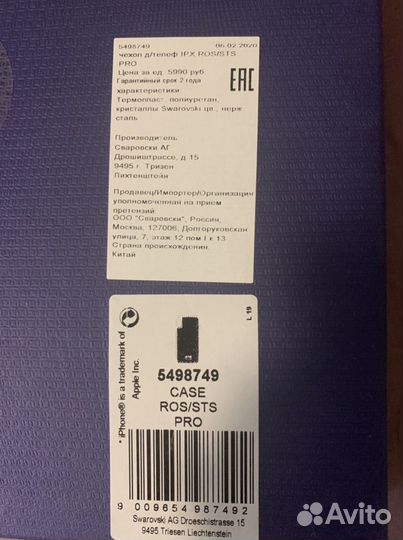 5498749 06.02.2020
чехол д/телеф IPX ROS/STS
PRO
Цена за ед. 5990 руб
Гарантийный срок 2 года
характеристики:
Термопласт, полиуретан,
кристаллы Swarovski цв., нерж.
сталь
EAC
Производитель
Сваровски АГ
Дрошиштрассе, д.15
9495 г. Тризен
Лихтенштейн
Продавец/Импортер/Организация
уполномоченная на прием
претензий
ООО "Сваровски", Россия,
Москва, 127006, Долгоруковская
улица, 7, этаж 12 пом I к 13
Страна происхождения:
Китай
L 19
* iPhone® is a trademark of
Apple Inc.
5498749
CASE
ROS/STS
PRO
9 009654 987492
Swarovski AG Droeschistrasse 15
9495 Triesen Liechtenstein
Avito